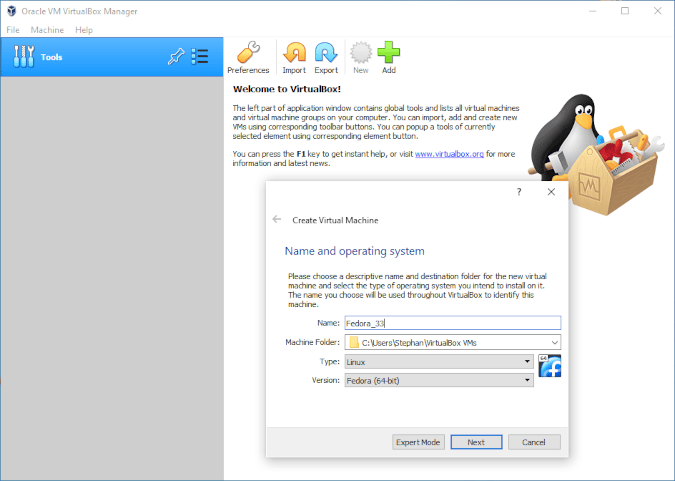 Oracle VM VirtualBox Manager
File Machine Help
Tools
Preferences Import Export New Add
Welcome to VirtualBox!
The left part of application window contains global tools and lists all virtual machines
and virtual machine groups on your computer. You can import, add and create new
VMs using corresponding toolbar buttons. You can popup a tools of currently
selected element using corresponding element button.
You can press the F1 key to get instant help, or visit www.virtualbox.org for more
information and latest news.
?
Create Virtual Machine
Name and operating system
Please choose a descriptive name and destination folder for the new virtual
machine and select the type of operating system you intend to install on it.
The name you choose will be used throughout VirtualBox to identify this
machine.
Name: Fedora_33
Machine Folder: C:\Users\Stephan\VirtualBox VMs
Type: Linux
64
Version: Fedora (64-bit)
Expert Mode Next Cancel